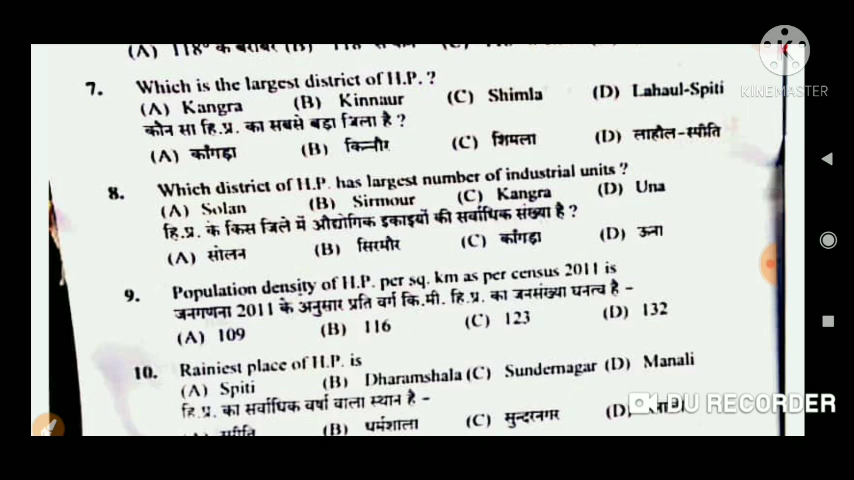 (A) 118° के बराबर (B) 118
KINEMASTER
7. Which is the largest district of H.P. ?
(A) Kangra (B) Kinnaur (C) Shimla (D) Lahaul-Spiti
कौन सा हि.प्र. का सबसे बड़ा जिला है ?
(A) काँगड़ा (B) किन्नौर (C) शिमला (D) लाहौल-स्पीति
8. Which district of H.P. has largest number of industrial units ?
(A) Solan (B) Sirmour (C) Kangra (D) Una
हि.प्र. के किस जिले में औद्योगिक इकाइयों की सर्वाधिक संख्या है ?
(A) सोलन (B) सिरमौर (C) काँगड़ा (D) ऊना
9. Population density of H.P. per sq. km as per census 2011 is
जनगणना 2011 के अनुसार प्रति वर्ग कि.मी. हि.प्र. का जनसंख्या घनत्व है –
(A) 109 (B) 116 (C) 123 (D) 132
10. Rainiest place of H.P. is
(A) Spiti (B) Dharamshala (C) Sundernagar (D) Manali
हि.प्र. का सर्वाधिक वर्षा वाला स्थान है –
स्पीति (B) धर्मशाला (C) सुन्दरनगर (D)
DU RECORDER